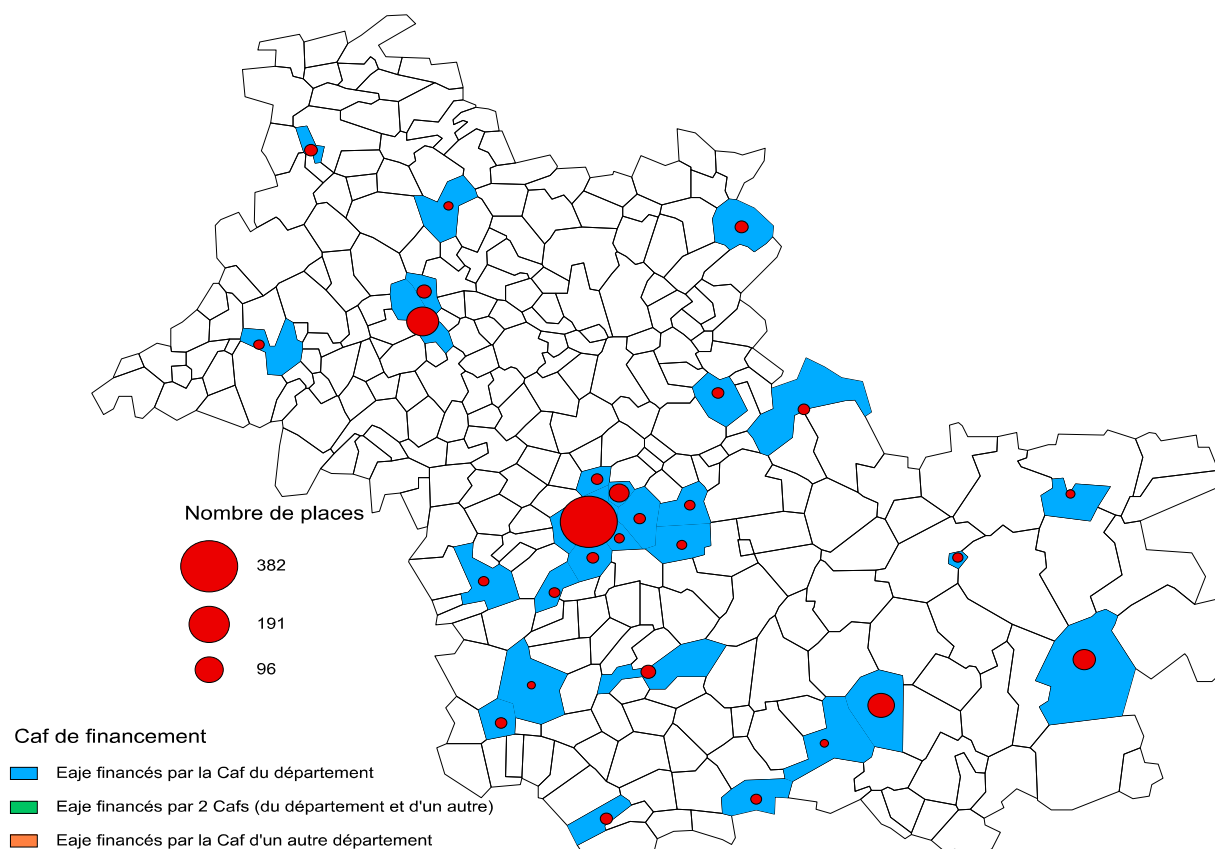 Nombre de places
382
191
96
Caf de financement
Eaje financés par la Caf du département
Eaje financés par 2 Cafs (du département et d'un autre)
Eaje financés par la Caf d'un autre département